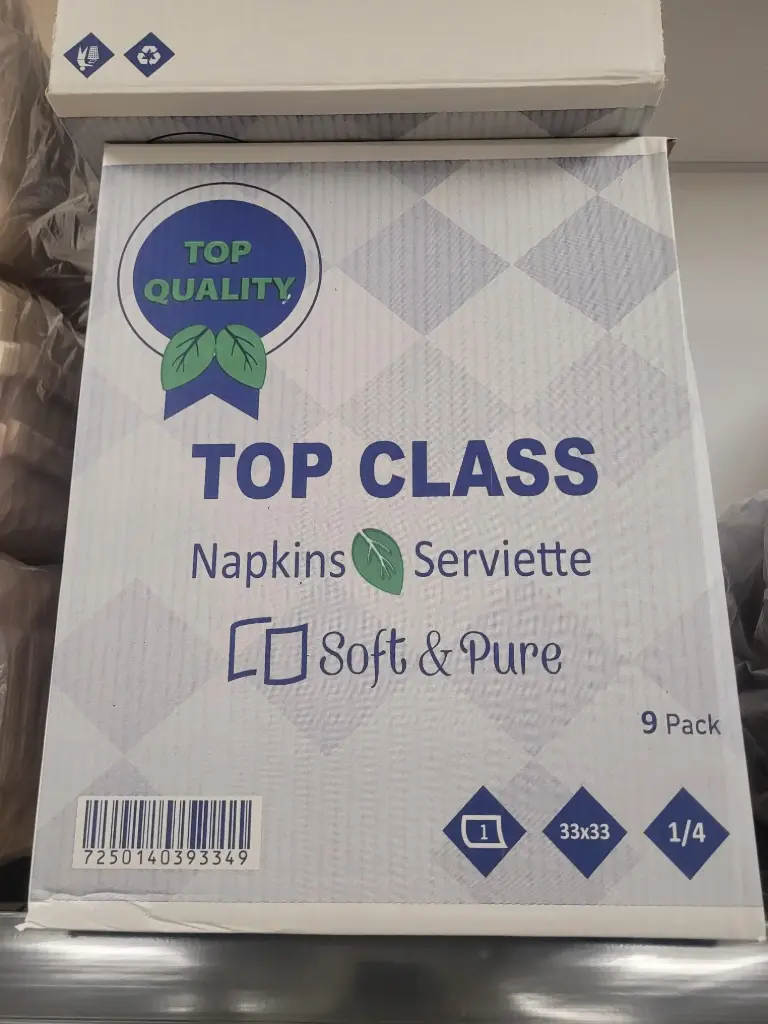 TOP
QUALITY
TOP CLASS
Napkins Serviette
Soft & Pure
9 Pack
1 33x33 1/4
7250140393349